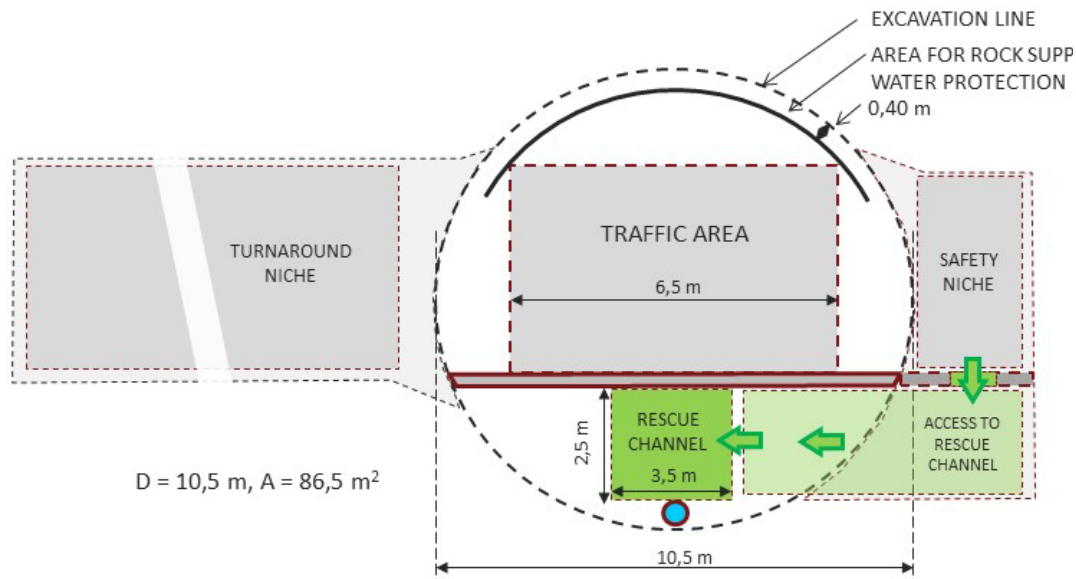 EXCAVATION LINE
AREA FOR ROCK SUPP
WATER PROTECTION
0,40 m
TURNAROUND
NICHE
TRAFFIC AREA
6,5 m
SAFETY
NICHE
RESCUE
CHANNEL
2,5 m
3,5 m
ACCESS TO
RESCUE
CHANNEL
D = 10,5 m, A = 86,5 m²
10,5 m